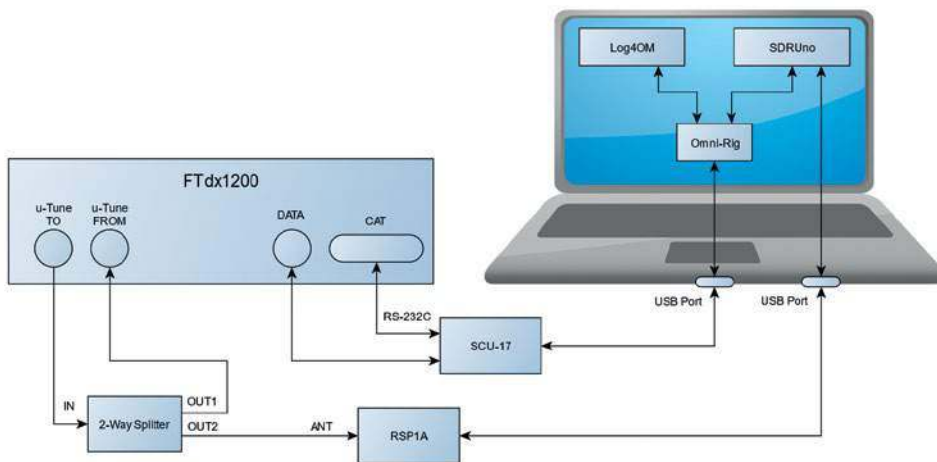 Log4OM
SDRUno
Omni-Rig
FTdx1200
u-Tune
TO
u-Tune
FROM
DATA
CAT
USB Port
USB Port
RS-232C
SCU-17
IN
2-Way Splitter
OUT1
OUT2
ANT
RSP1A